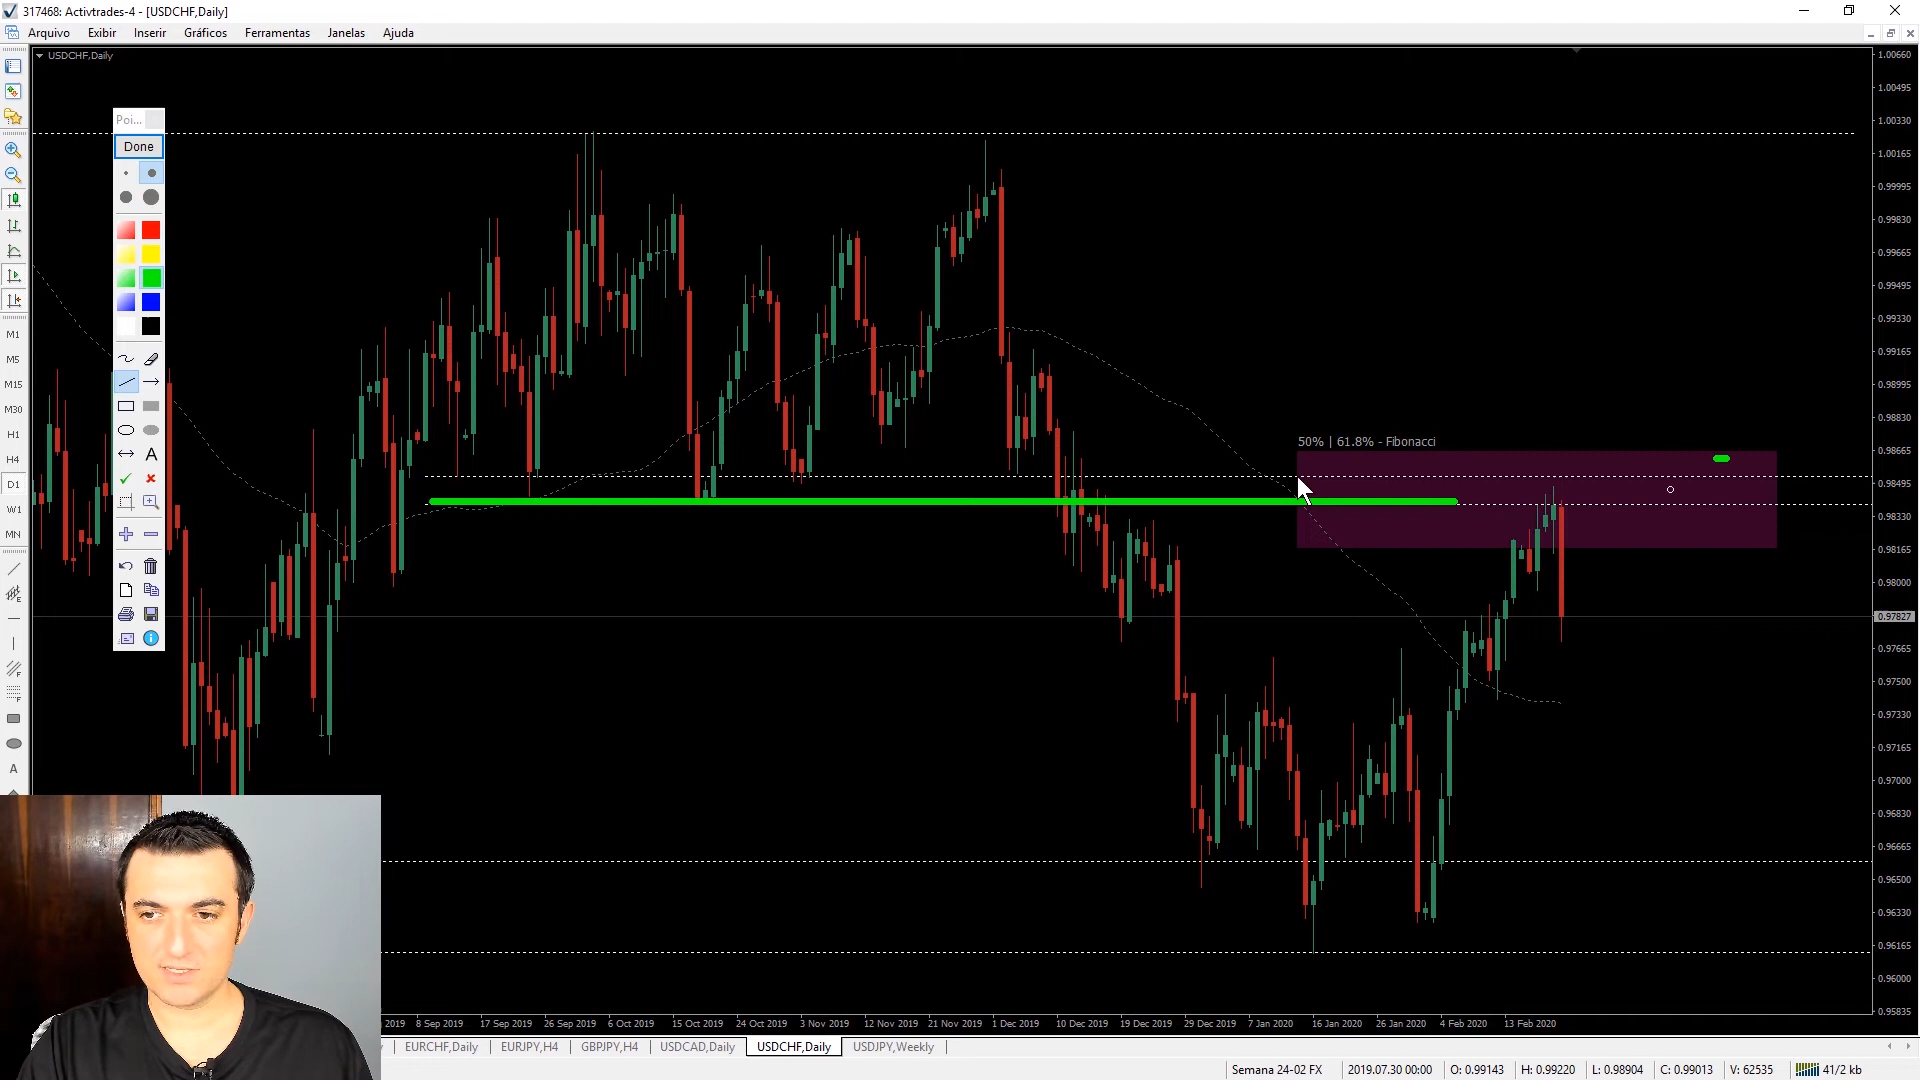 317468: Activtrades-4 - [USDCHF,Daily]
Arquivo Exibir Inserir Gráficos Ferramentas Janelas Ajuda
USDCHF,Daily
Poi...
Done
A
M1
M5
M15
M30
H1
H4
D1
W1
MN
A
50% | 61.8% - Fibonacci
1.00660
1.00495
1.00330
1.00165
0.99995
0.99830
0.99665
0.99495
0.99330
0.99165
0.98995
0.98830
0.98665
0.98495
0.98330
0.98165
0.98000
0.97827
0.97665
0.97500
0.97330
0.97165
0.97000
0.96830
0.96665
0.96500
0.96330
0.96165
0.96000
0.95835
2019 8 Sep 2019 17 Sep 2019 26 Sep 2019 6 Oct 2019 15 Oct 2019 24 Oct 2019 3 Nov 2019 12 Nov 2019 21 Nov 2019 1 Dec 2019 10 Dec 2019 19 Dec 2019 29 Dec 2019 7 Jan 2020 16 Jan 2020 26 Jan 2020 4 Feb 2020 13 Feb 2020
EURCHF,Daily | EURJPY,H4 | GBPJPY,H4 | USDCAD,Daily USDCHF,Daily USDJPY,Weekly |
Semana 24-02 FX 2019.07.30 00:00 O: 0.99143 H: 0.99220 L: 0.98904 C: 0.99013 V: 62535 41/2 kb